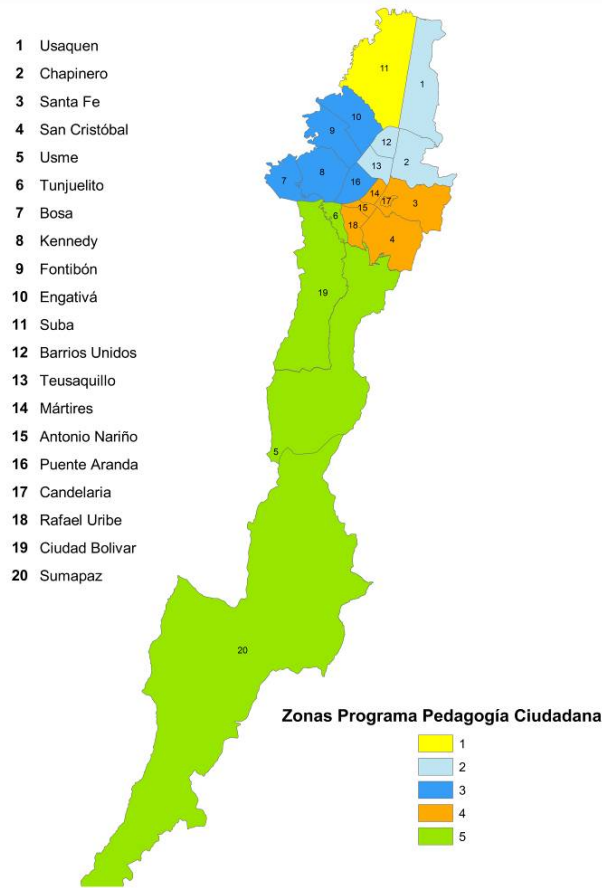 1 Usaquen
2 Chapinero
3 Santa Fe
4 San Cristóbal
5 Usme
6 Tunjuelito
7 Bosa
8 Kennedy
9 Fontibón
10 Engativá
11 Suba
12 Barrios Unidos
13 Teusaquillo
14 Mártires
15 Antonio Nariño
16 Puente Aranda
17 Candelaria
18 Rafael Uribe
19 Ciudad Bolivar
20 Sumapaz
11
1
10
9
12
2
13
8
7
16
14
17
3
15
6
18
4
19
5
20
Zonas Programa Pedagogía Ciudadana
1
2
3
4
5